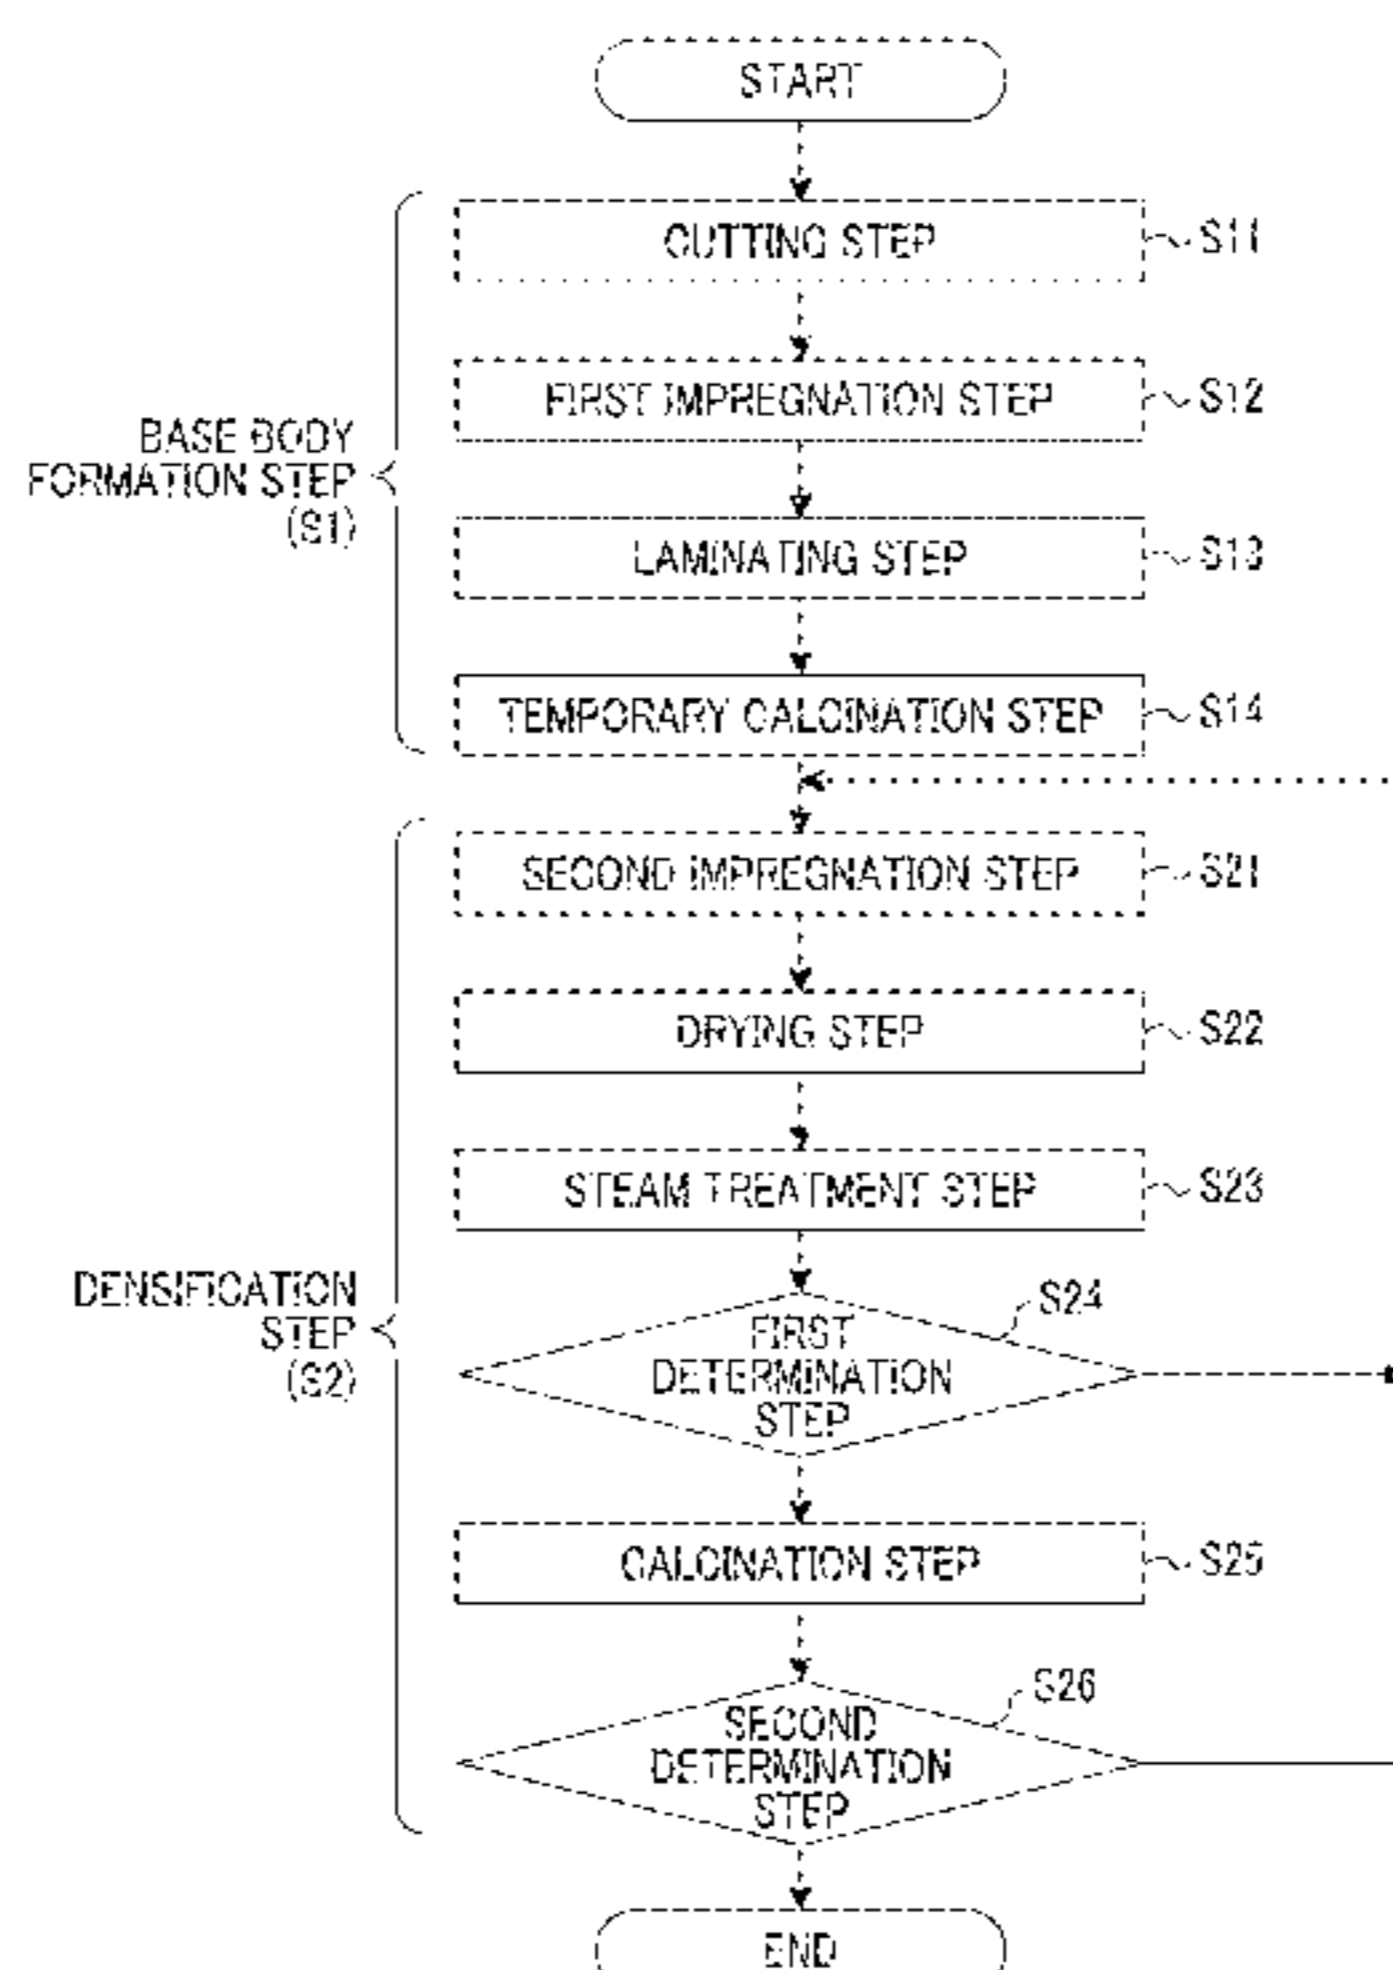 START
CUTTING STEP
S11
FIRST IMPREGNATION STEP
S12
BASE BODY
FORMATION STEP
(S1)
LAMINATING STEP
S13
TEMPORARY CALCINATION STEP
S14
SECOND IMPREGNATION STEP
S21
DRYING STEP
S22
STEAM TREATMENT STEP
S23
DENSIFICATION
STEP
(S2)
S24
FIRST
DETERMINATION
STEP
CALCINATION STEP
S25
S26
SECOND
DETERMINATION
STEP
END